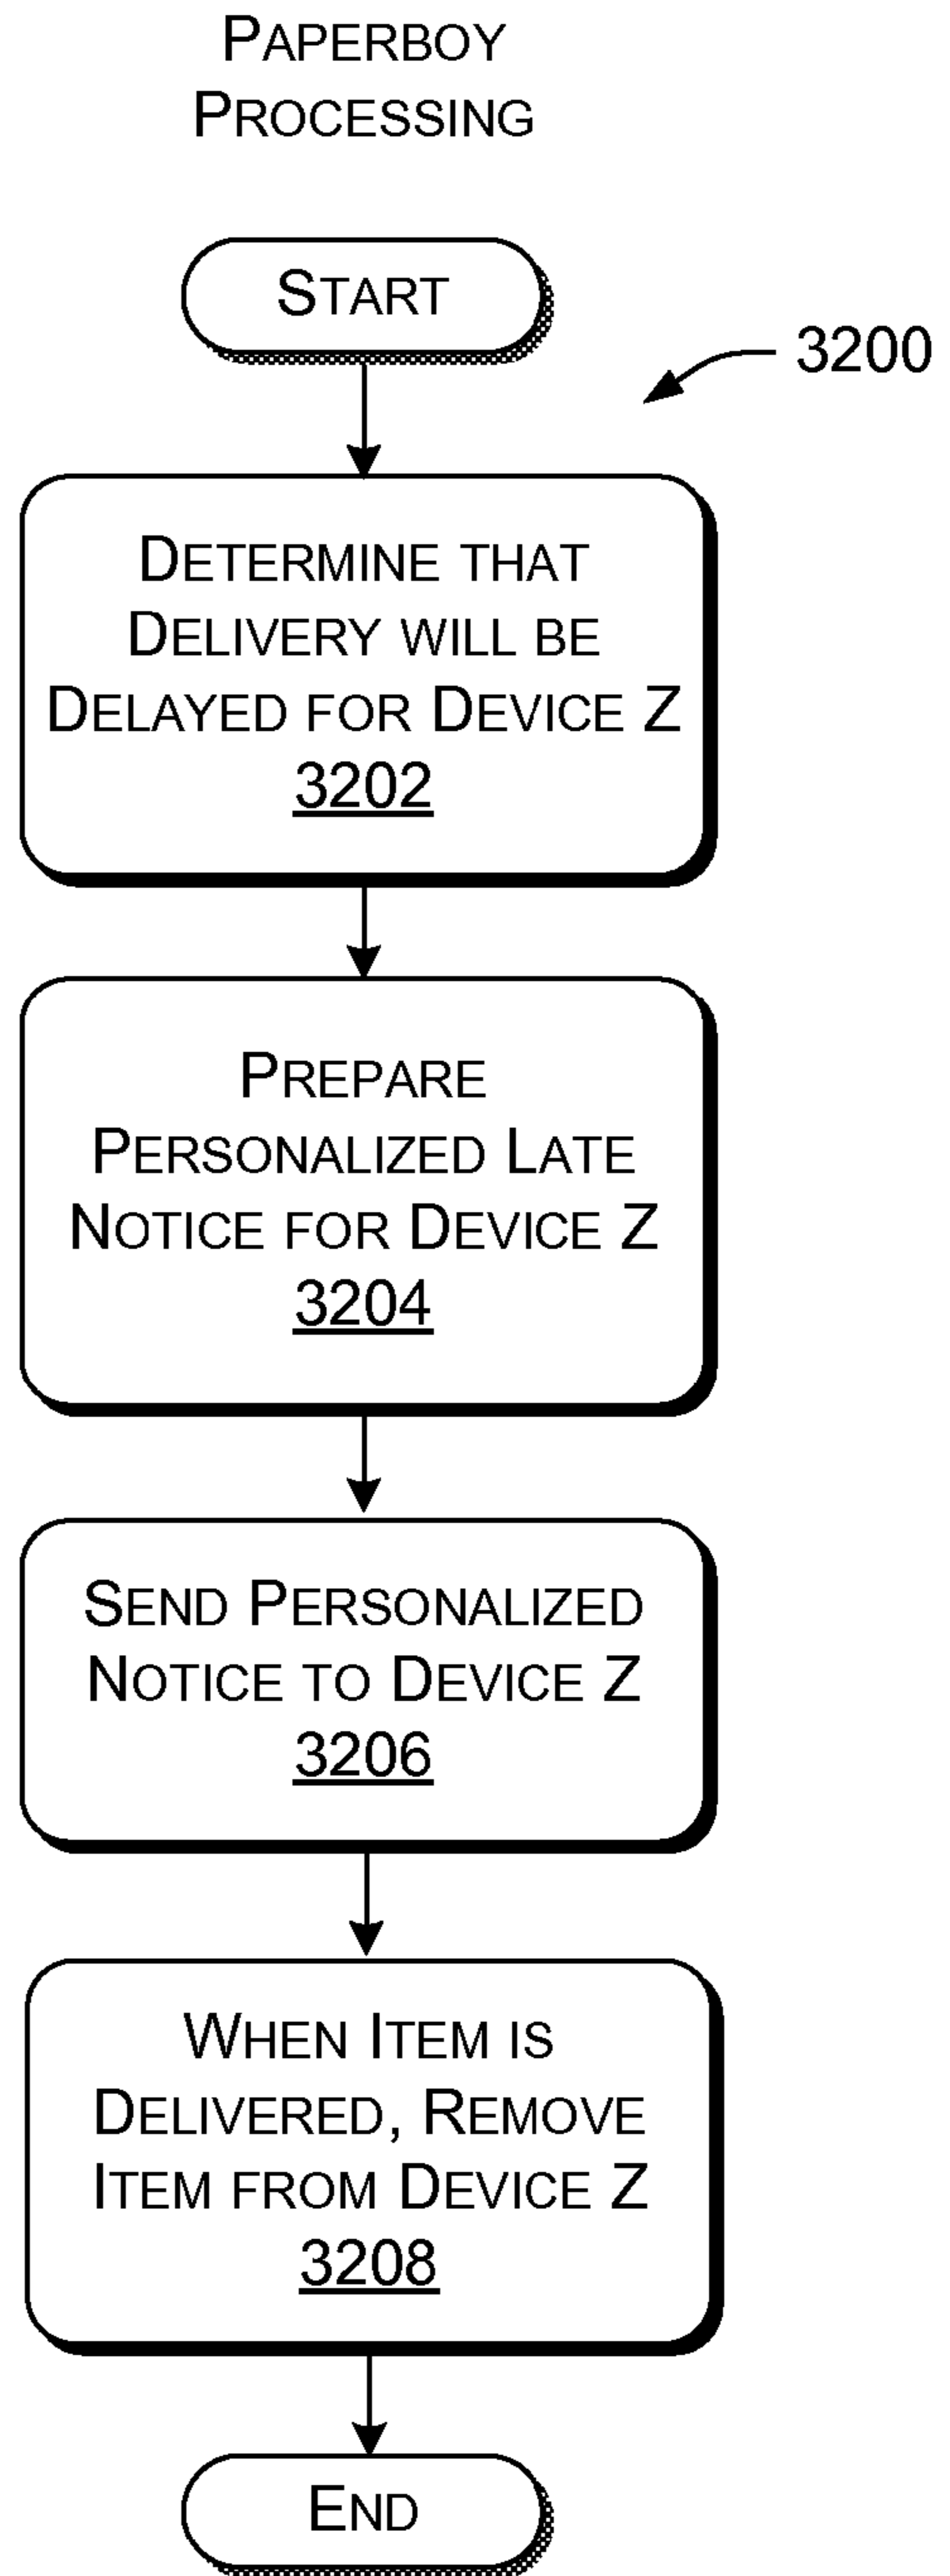 PAPERBOY
PROCESSING
START
3200
DETERMINE THAT
DELIVERY WILL BE
DELAYED FOR DEVICE Z
3202
PREPARE
PERSONALIZED LATE
NOTICE FOR DEVICE Z
3204
SEND PERSONALIZED
NOTICE TO DEVICE Z
3206
WHEN ITEM IS
DELIVERED, REMOVE
ITEM FROM DEVICE Z
3208
END